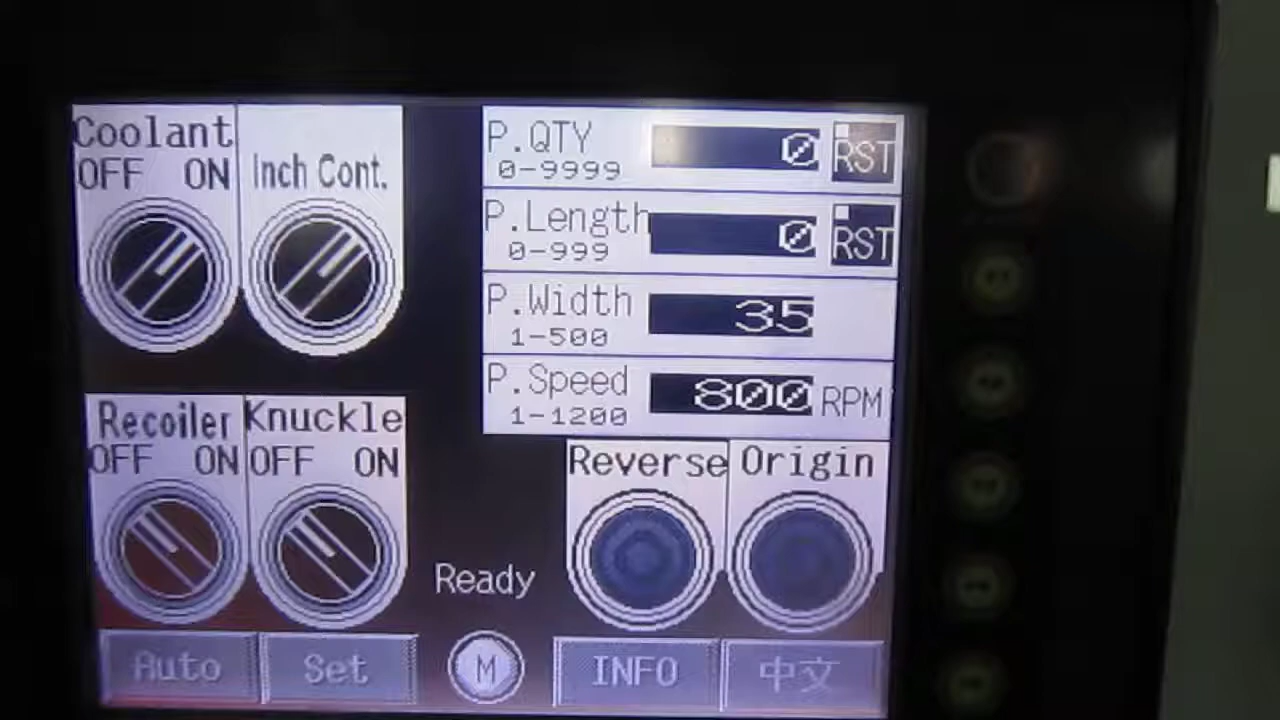 Coolant
OFF ON
Inch Cont.
P.QTY 0 RST
0-9999
P.Length 0 RST
0-999
P.Width 35
1-500
P.Speed 800 RPM
1-1200
Recoiler
OFF ON
Knuckle
OFF ON
Reverse
Origin
Ready
Auto
Set
M
INFO
中文